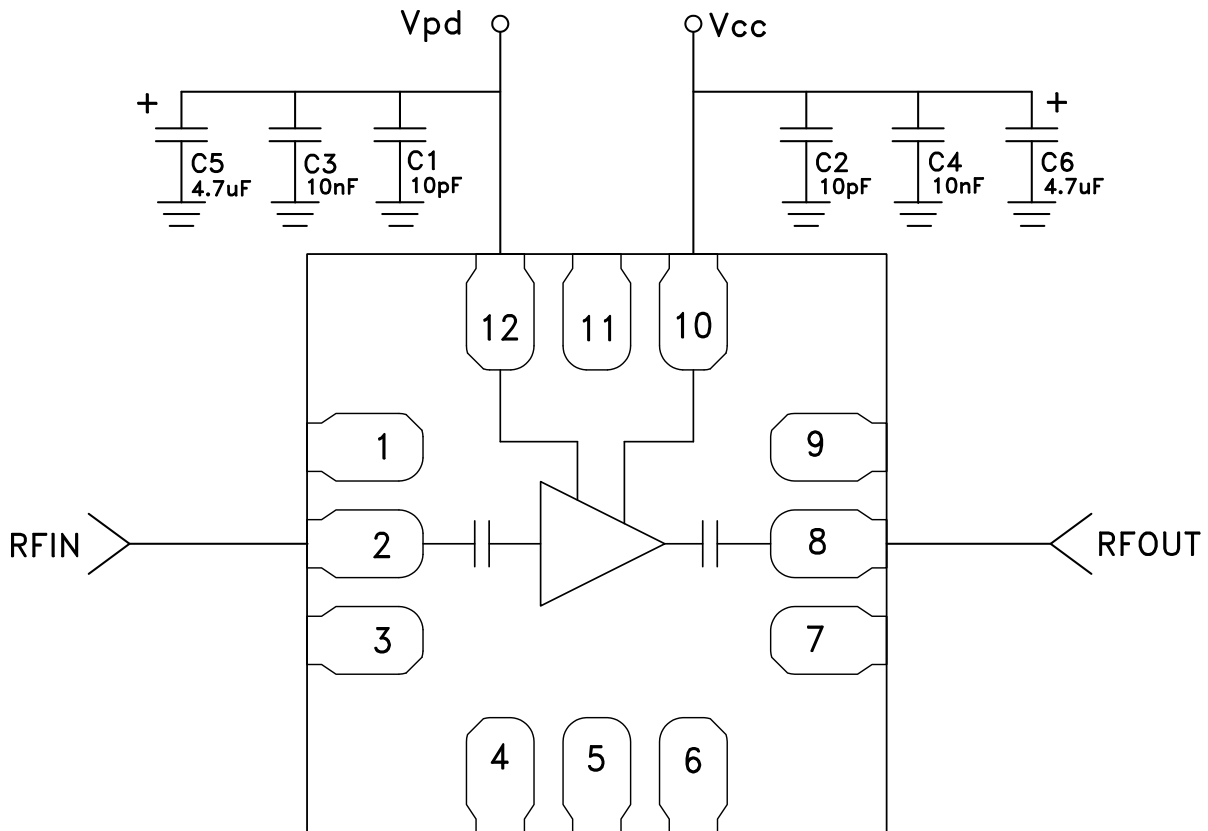 Vpd
Vcc
+
+
C5
4.7uF
C3
10nF
C1
10pF
C2
10pF
C4
10nF
C6
4.7uF
12
11
10
1
9
RFIN
2
8
RFOUT
3
7
4
5
6